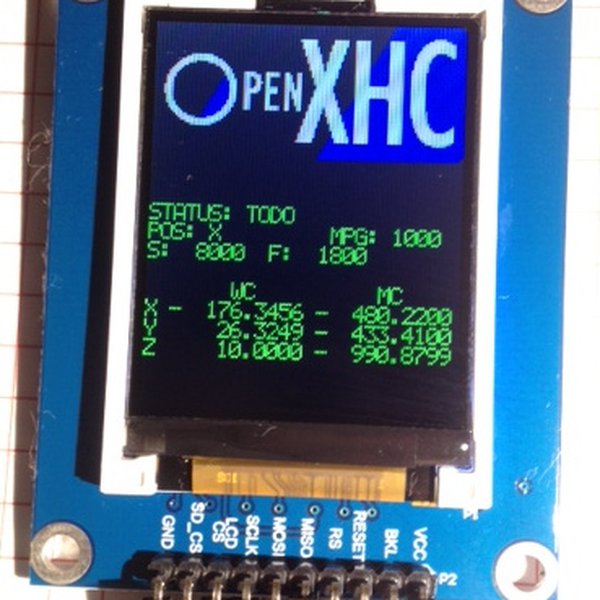 OPENXHC
STATUS: TODO
POS: X MPG: 1000
S: 8000 F: 1800
WC MC
X - 176.3456 - 480.2200
Y 26.3249 - 433.4100
Z 10.0000 - 990.8799
GND SD_CS LCD CS SCLK MOSI MISO RS RESET BKL VCC
P2